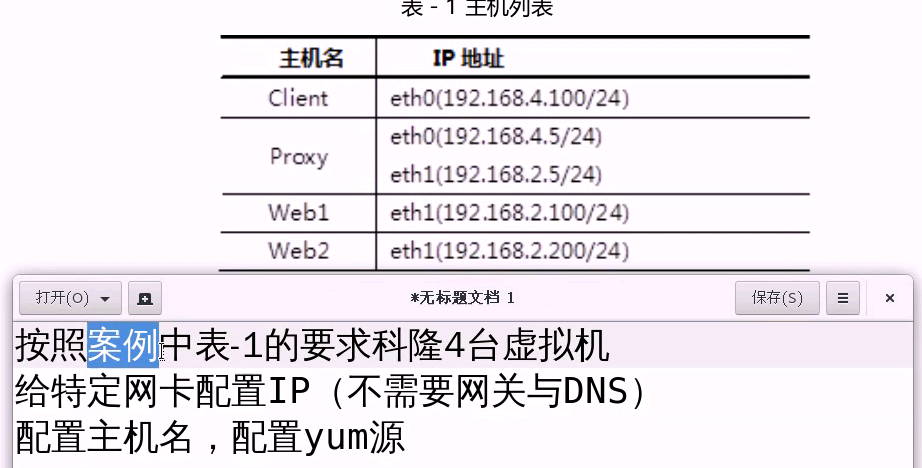 表 - 1 主机列表
主机名 IP 地址
Client eth0(192.168.4.100/24)
Proxy eth0(192.168.4.5/24)
eth1(192.168.2.5/24)
Web1 eth1(192.168.2.100/24)
Web2 eth1(192.168.2.200/24)
打开(O) *无标题文档 1 保存(S)
按照案例中表-1的要求科隆4台虚拟机
给特定网卡配置IP（不需要网关与DNS）
配置主机名，配置yum源